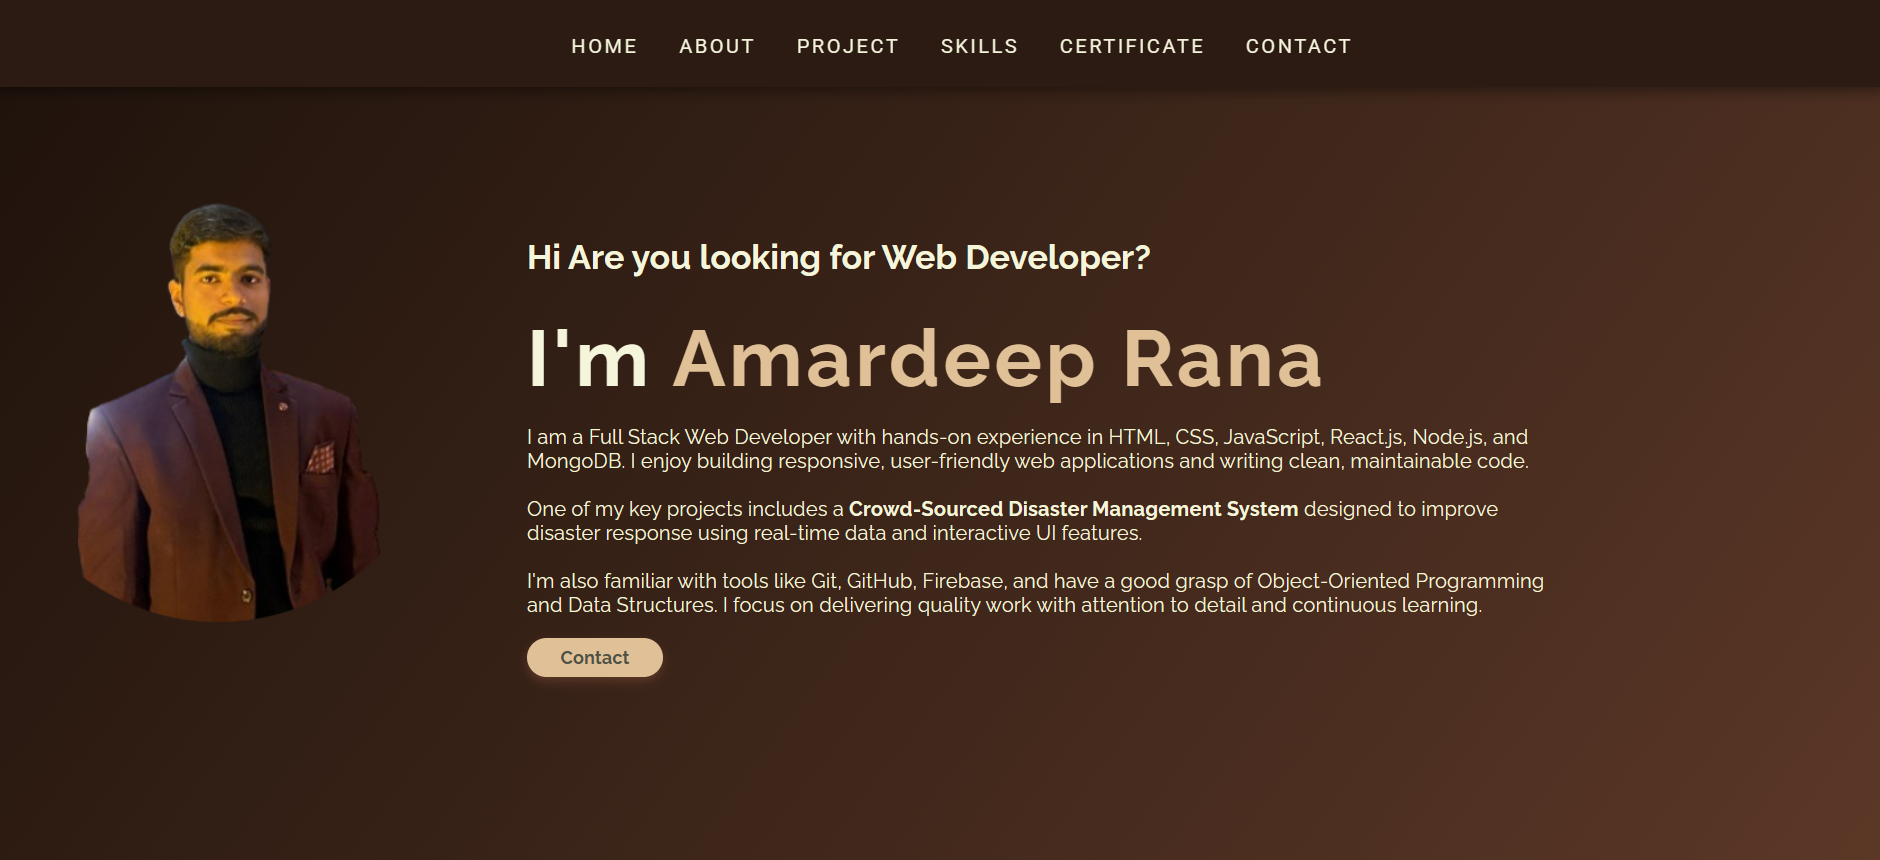 HOME ABOUT PROJECT SKILLS CERTIFICATE CONTACT
Hi Are you looking for Web Developer?
I'm Amardeep Rana
I am a Full Stack Web Developer with hands-on experience in HTML, CSS, JavaScript, React.js, Node.js, and
MongoDB. I enjoy building responsive, user-friendly web applications and writing clean, maintainable code.
One of my key projects includes a Crowd-Sourced Disaster Management System designed to improve
disaster response using real-time data and interactive UI features.
I'm also familiar with tools like Git, GitHub, Firebase, and have a good grasp of Object-Oriented Programming
and Data Structures. I focus on delivering quality work with attention to detail and continuous learning.
Contact